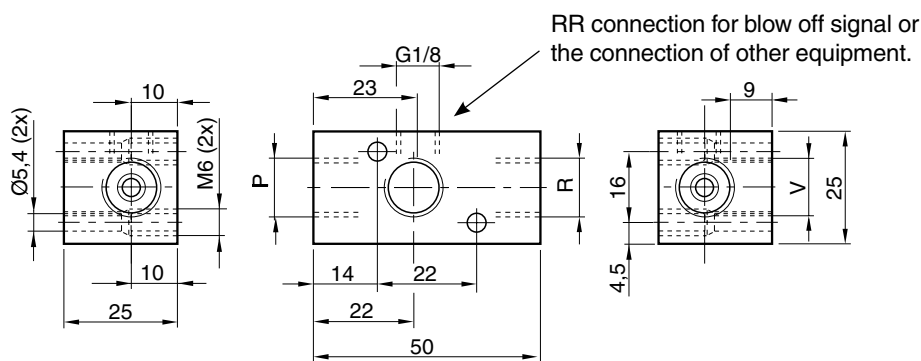 RR connection for blow off signal or
the connection of other equipment.
G1/8
10
23
9
Ø5,4 (2x)
M6 (2x)
P
R
16
V
25
4,5
10
14
22
25
22
50